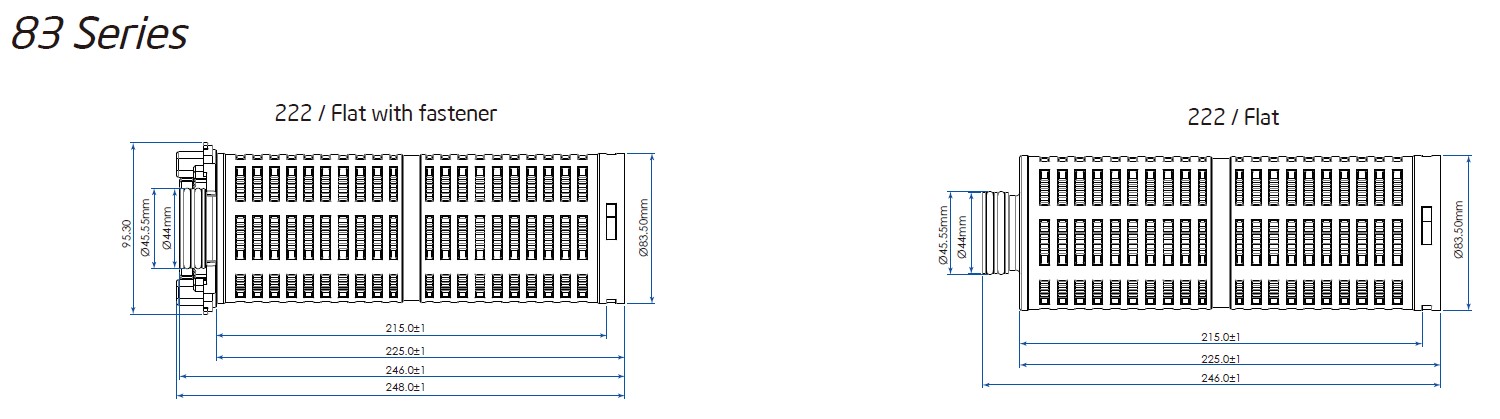 83 Series
222 / Flat with fastener
95.30
Ø45.55mm
Ø44mm
Ø83.50mm
215.0±1
225.0±1
246.0±1
248.0±1
222 / Flat
Ø45.55mm
Ø44mm
Ø83.50mm
215.0±1
225.0±1
246.0±1